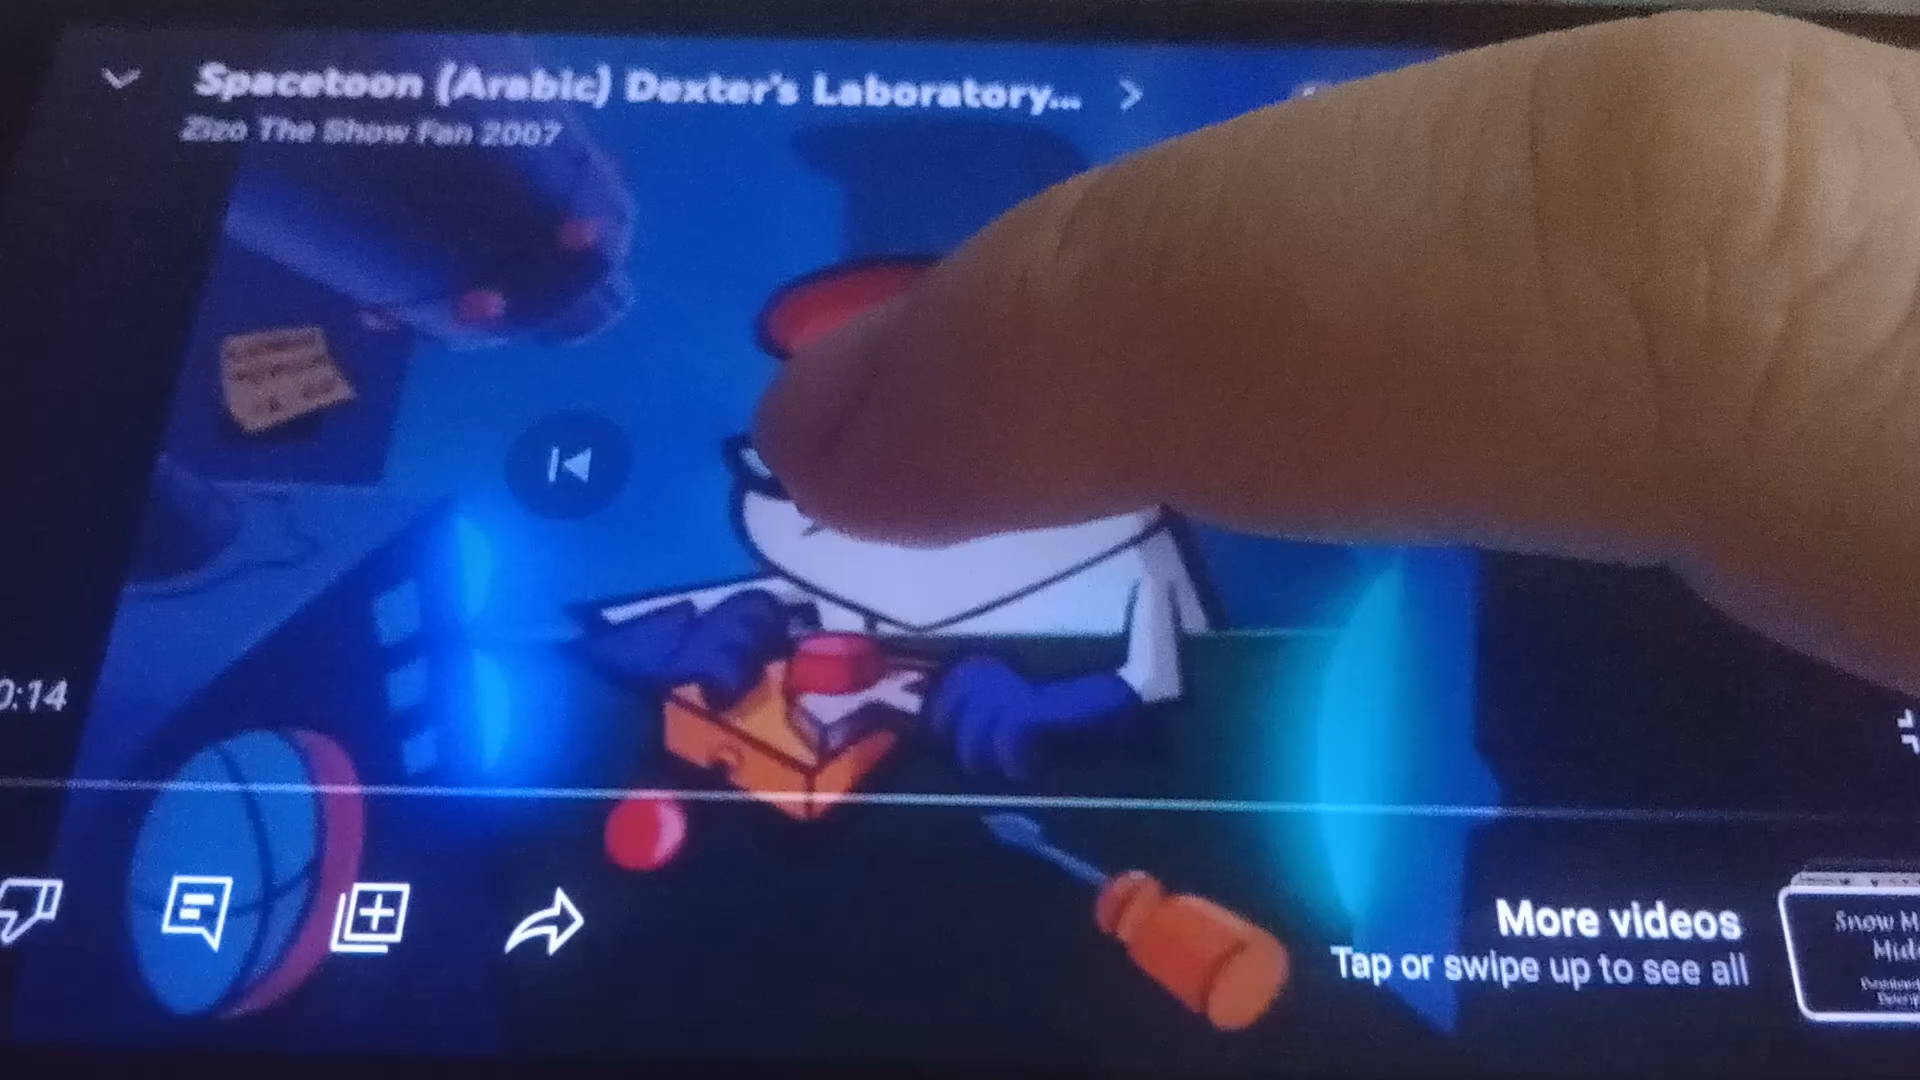 Spacetoon (Arabic) Dexter's Laboratory...
Zizo The Show Fan 2007
0:14
More videos
Tap or swipe up to see all
Snow